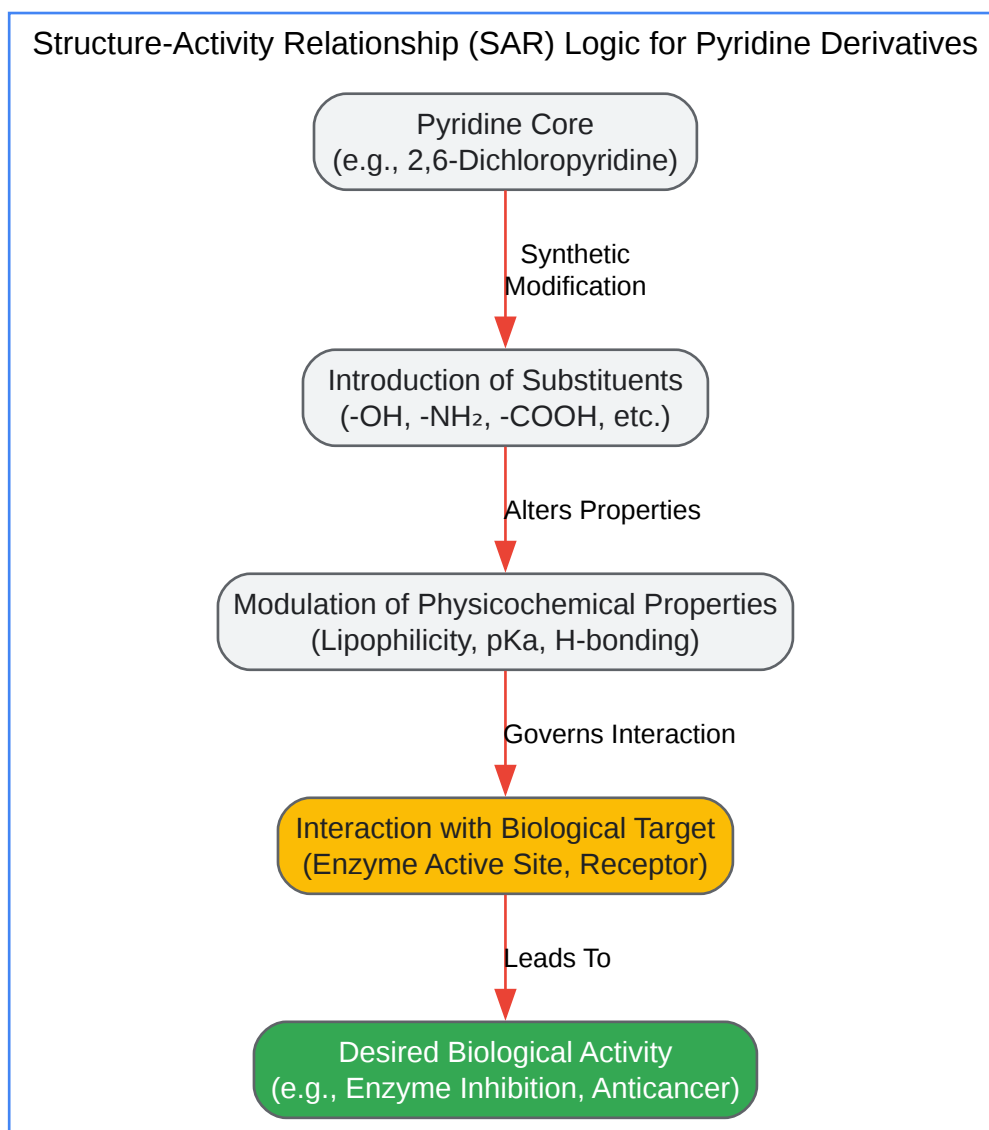 Structure-Activity Relationship (SAR) Logic for Pyridine Derivatives
Pyridine Core
(e.g., 2,6-Dichloropyridine)
Synthetic
Modification
Introduction of Substituents
(-OH, -NH₂, -COOH, etc.)
Alters Properties
Modulation of Physicochemical Properties
(Lipophilicity, pKa, H-bonding)
Governs Interaction
Interaction with Biological Target
(Enzyme Active Site, Receptor)
Leads To
Desired Biological Activity
(e.g., Enzyme Inhibition, Anticancer)